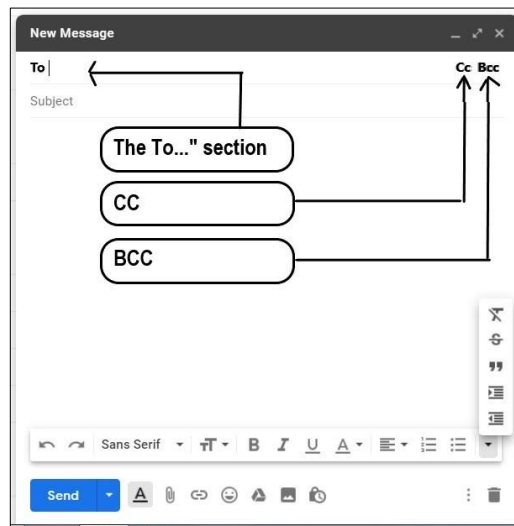 New Message
To Cc Bcc
Subject
The To..." section
CC
BCC
Sans Serif
Send